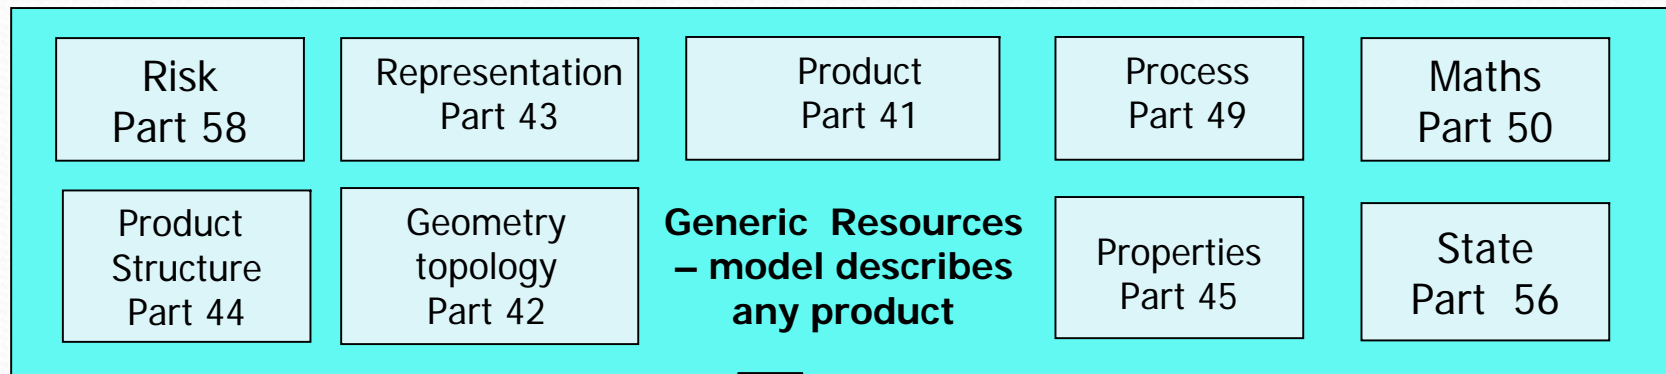 Risk
Part 58
Representation
Part 43
Product
Part 41
Process
Part 49
Maths
Part 50
Product
Structure
Part 44
Geometry
topology
Part 42
Generic Resources
– model describes
any product
Properties
Part 45
State
Part 56